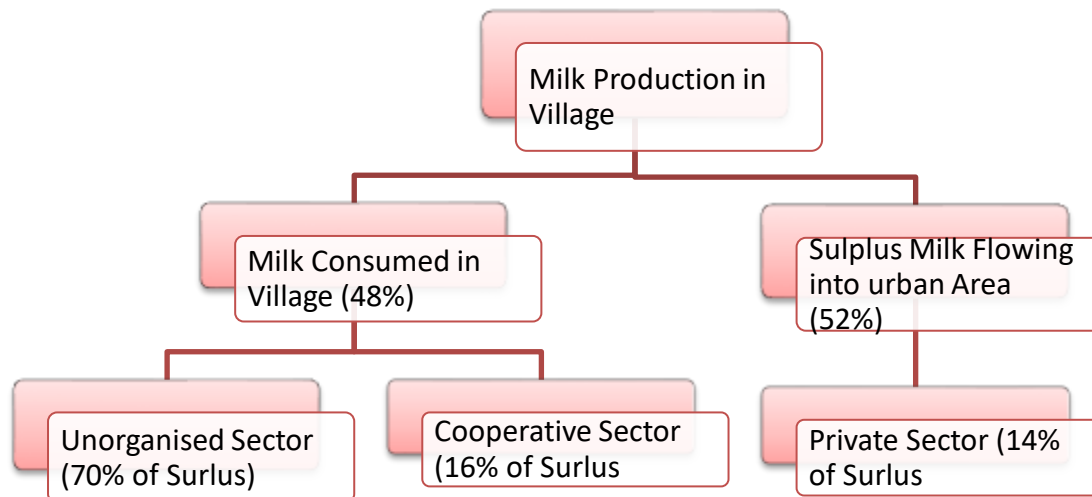 Milk Production in
Village
Milk Consumed in
Village (48%)
Sulplus Milk Flowing
into urban Area
(52%)
Unorganised Sector
(70% of Surlus)
Cooperative Sector
(16% of Surlus
Private Sector (14%
of Surlus